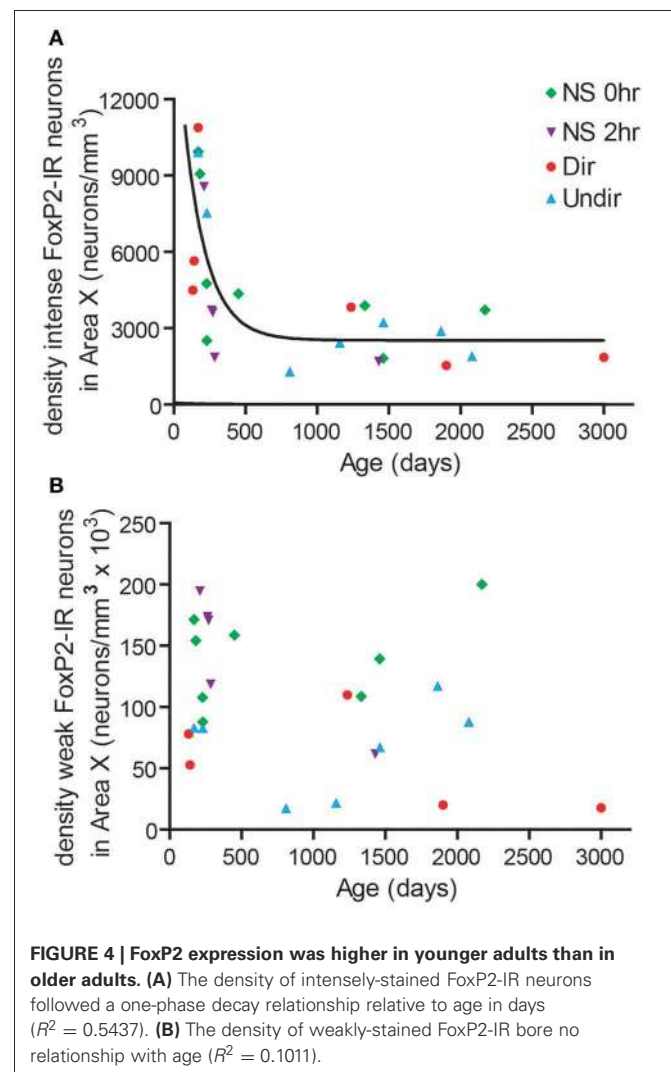 A
density intense FoxP2-IR neurons
in Area X (neurons/mm³)
12000
9000
6000
3000
0
0 500 1000 1500 2000 2500 3000
Age (days)
NS 0hr
NS 2hr
Dir
Undir
B
density weak FoxP2-IR neurons
in Area X (neurons/mm³ x 10³)
250
200
150
100
50
0
0 500 1000 1500 2000 2500 3000
Age (days)
FIGURE 4 | FoxP2 expression was higher in younger adults than in
older adults. (A) The density of intensely-stained FoxP2-IR neurons
followed a one-phase decay relationship relative to age in days
(R² = 0.5437). (B) The density of weakly-stained FoxP2-IR bore no
relationship with age (R² = 0.1011).